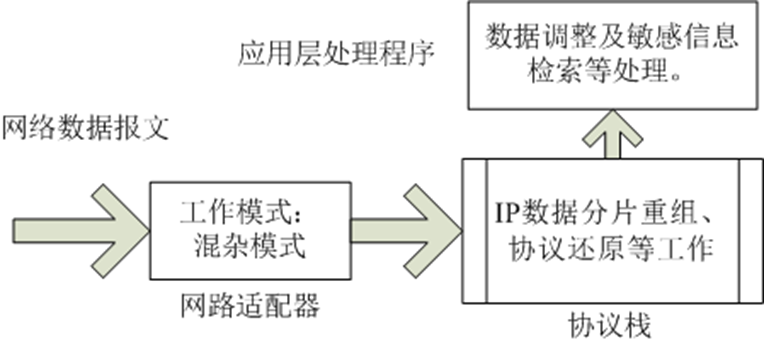 应用层处理程序
数据调整及敏感信息
检索等处理。
网络数据报文
工作模式：
混杂模式
IP数据分片重组、
协议还原等工作
网路适配器
协议栈